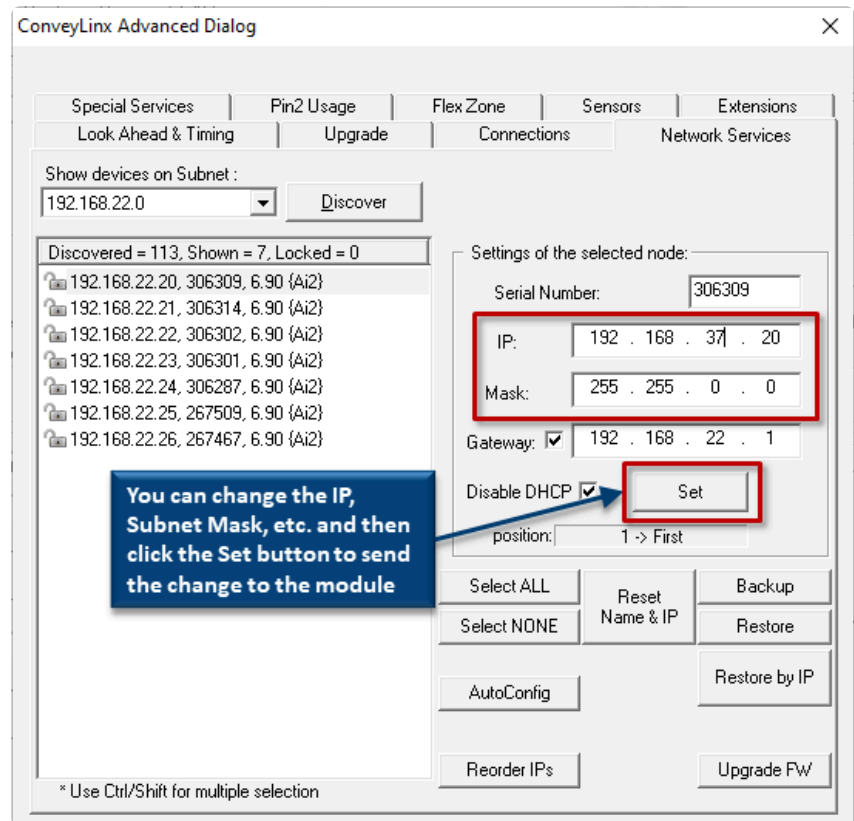 ConveyLinx Advanced Dialog
Special Services
Pin2 Usage
Flex Zone
Sensors
Extensions
Look Ahead & Timing
Upgrade
Connections
Network Services
Show devices on Subnet :
192.168.22.0
Discover
Discovered = 113, Shown = 7, Locked = 0
192.168.22.20, 306309, 6.90 {Ai2}
192.168.22.21, 306314, 6.90 {Ai2}
192.168.22.22, 306302, 6.90 {Ai2}
192.168.22.23, 306301, 6.90 {Ai2}
192.168.22.24, 306287, 6.90 {Ai2}
192.168.22.25, 267509, 6.90 {Ai2}
192.168.22.26, 267467, 6.90 {Ai2}
* Use Ctrl/Shift for multiple selection
You can change the IP,
Subnet Mask, etc. and then
click the Set button to send
the change to the module
Settings of the selected node:
Serial Number: 306309
IP: 192 . 168 . 37 . 20
Mask: 255 . 255 . 0 . 0
Gateway: 192 . 168 . 22 . 1
Disable DHCP
Set
position: 1 -> First
Select ALL
Reset
Name & IP
Backup
Select NONE
Restore
AutoConfig
Restore by IP
Reorder IPs
Upgrade FW